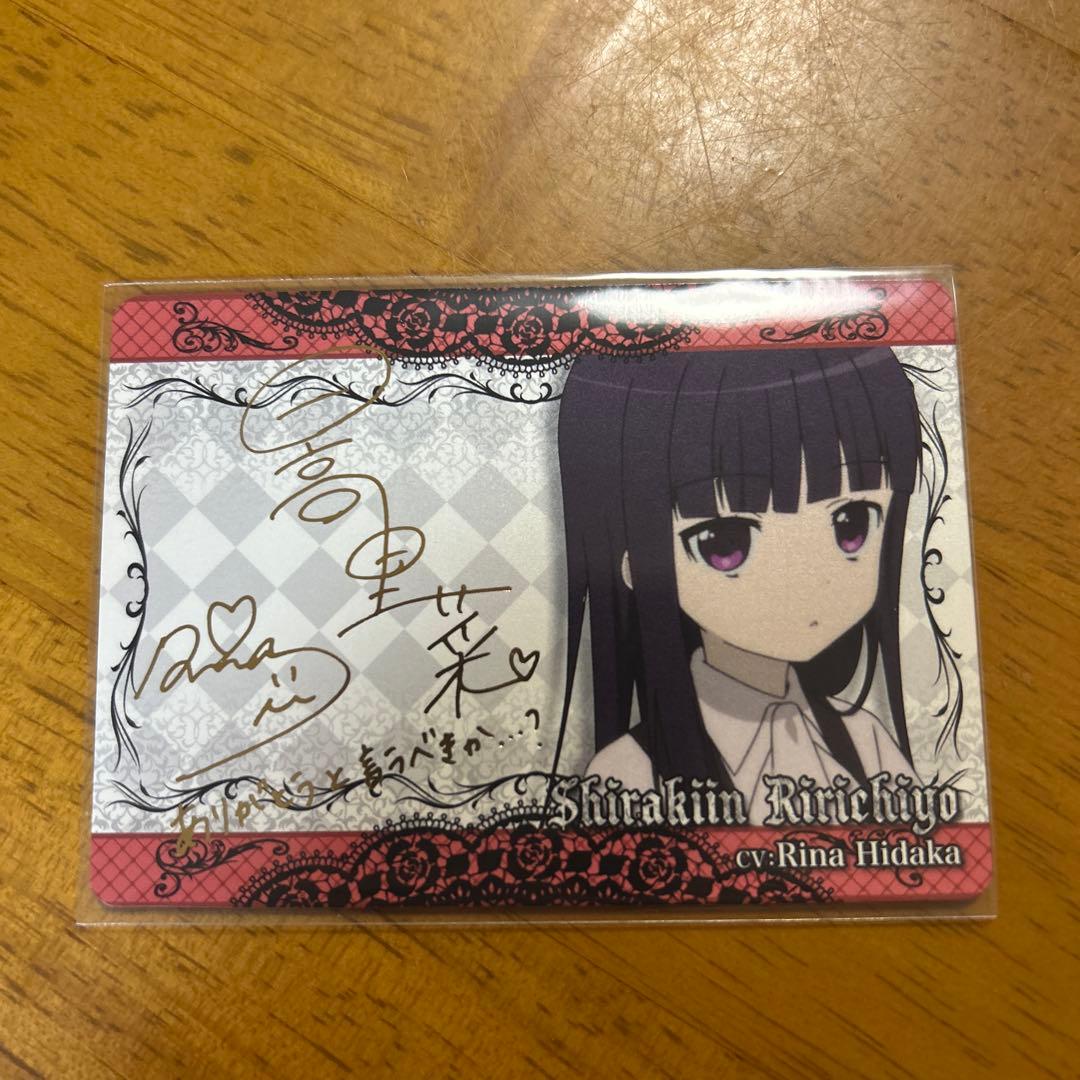 日高里菜♡
Rina
ありがとうと言うべきか…?
Shirakiin Ririchiyo
CV:Rina Hidaka